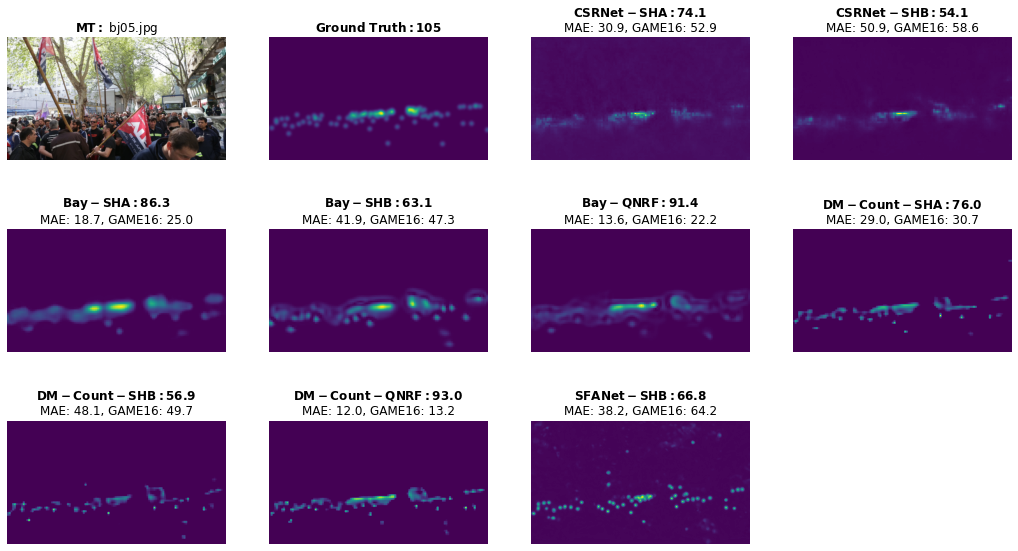 MT: bj05.jpg
Ground Truth: 105
CSRNet-SHA: 74.1
MAE: 30.9, GAME16: 52.9
CSRNet-SHB: 54.1
MAE: 50.9, GAME16: 58.6
Bay-SHA: 86.3
MAE: 18.7, GAME16: 25.0
Bay-SHB: 63.1
MAE: 41.9, GAME16: 47.3
Bay-QNRF: 91.4
MAE: 13.6, GAME16: 22.2
DM-Count-SHA: 76.0
MAE: 29.0, GAME16: 30.7
DM-Count-SHB: 56.9
MAE: 48.1, GAME16: 49.7
DM-Count-QNRF: 93.0
MAE: 12.0, GAME16: 13.2
SFANet-SHB: 66.8
MAE: 38.2, GAME16: 64.2